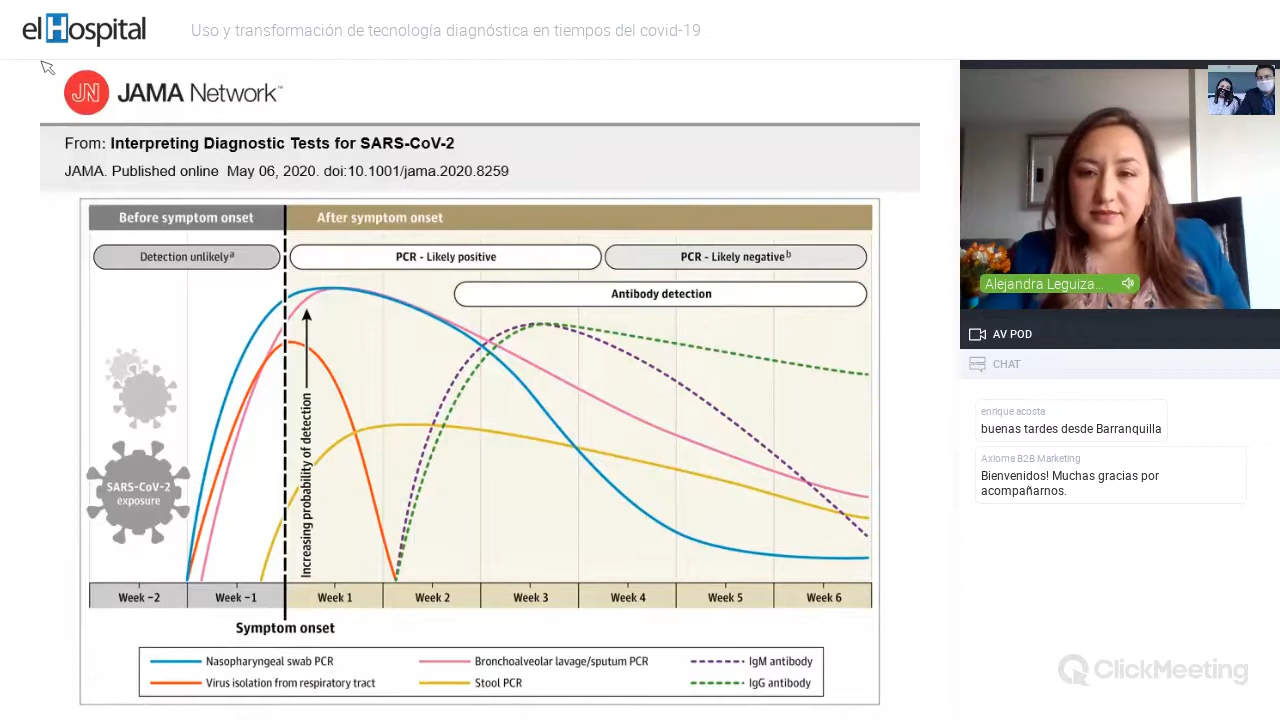 el Hospital
Uso y transformación de tecnología diagnóstica en tiempos del covid-19
JN JAMA Network™
From: Interpreting Diagnostic Tests for SARS-CoV-2
JAMA. Published online May 06, 2020. doi:10.1001/jama.2020.8259
Before symptom onset
After symptom onset
Detection unlikelyᵃ
PCR - Likely positive
PCR - Likely negativeᵇ
Antibody detection
SARS-CoV-2
exposure
Increasing probability of detection
Week −2
Week −1
Week 1
Week 2
Week 3
Week 4
Week 5
Week 6
Symptom onset
Nasopharyngeal swab PCR
Bronchoalveolar lavage/sputum PCR
IgM antibody
Virus isolation from respiratory tract
Stool PCR
IgG antibody
Alejandra Leguiza...
AV POD
CHAT
enrique acosta
buenas tardes desde Barranquilla
Axioma B2B Marketing
Bienvenidos! Muchas gracias por
acompañarnos.
ClickMeeting